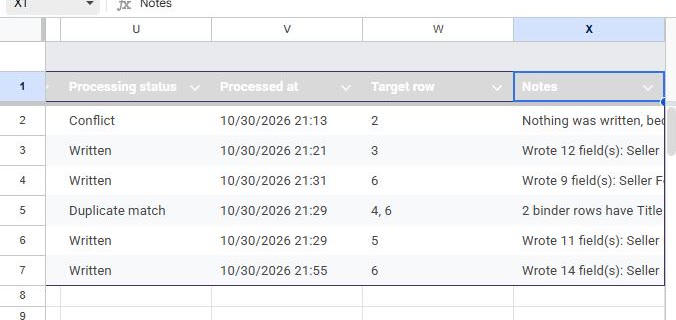 X1 fx Notes
U V W X
1 Processing status Processed at Target row Notes
2 Conflict 10/30/2026 21:13 2 Nothing was written, bec
3 Written 10/30/2026 21:21 3 Wrote 12 field(s): Seller
4 Written 10/30/2026 21:31 6 Wrote 9 field(s): Seller F
5 Duplicate match 10/30/2026 21:29 4, 6 2 binder rows have Title
6 Written 10/30/2026 21:29 5 Wrote 11 field(s): Seller
7 Written 10/30/2026 21:55 6 Wrote 14 field(s): Seller
8
9